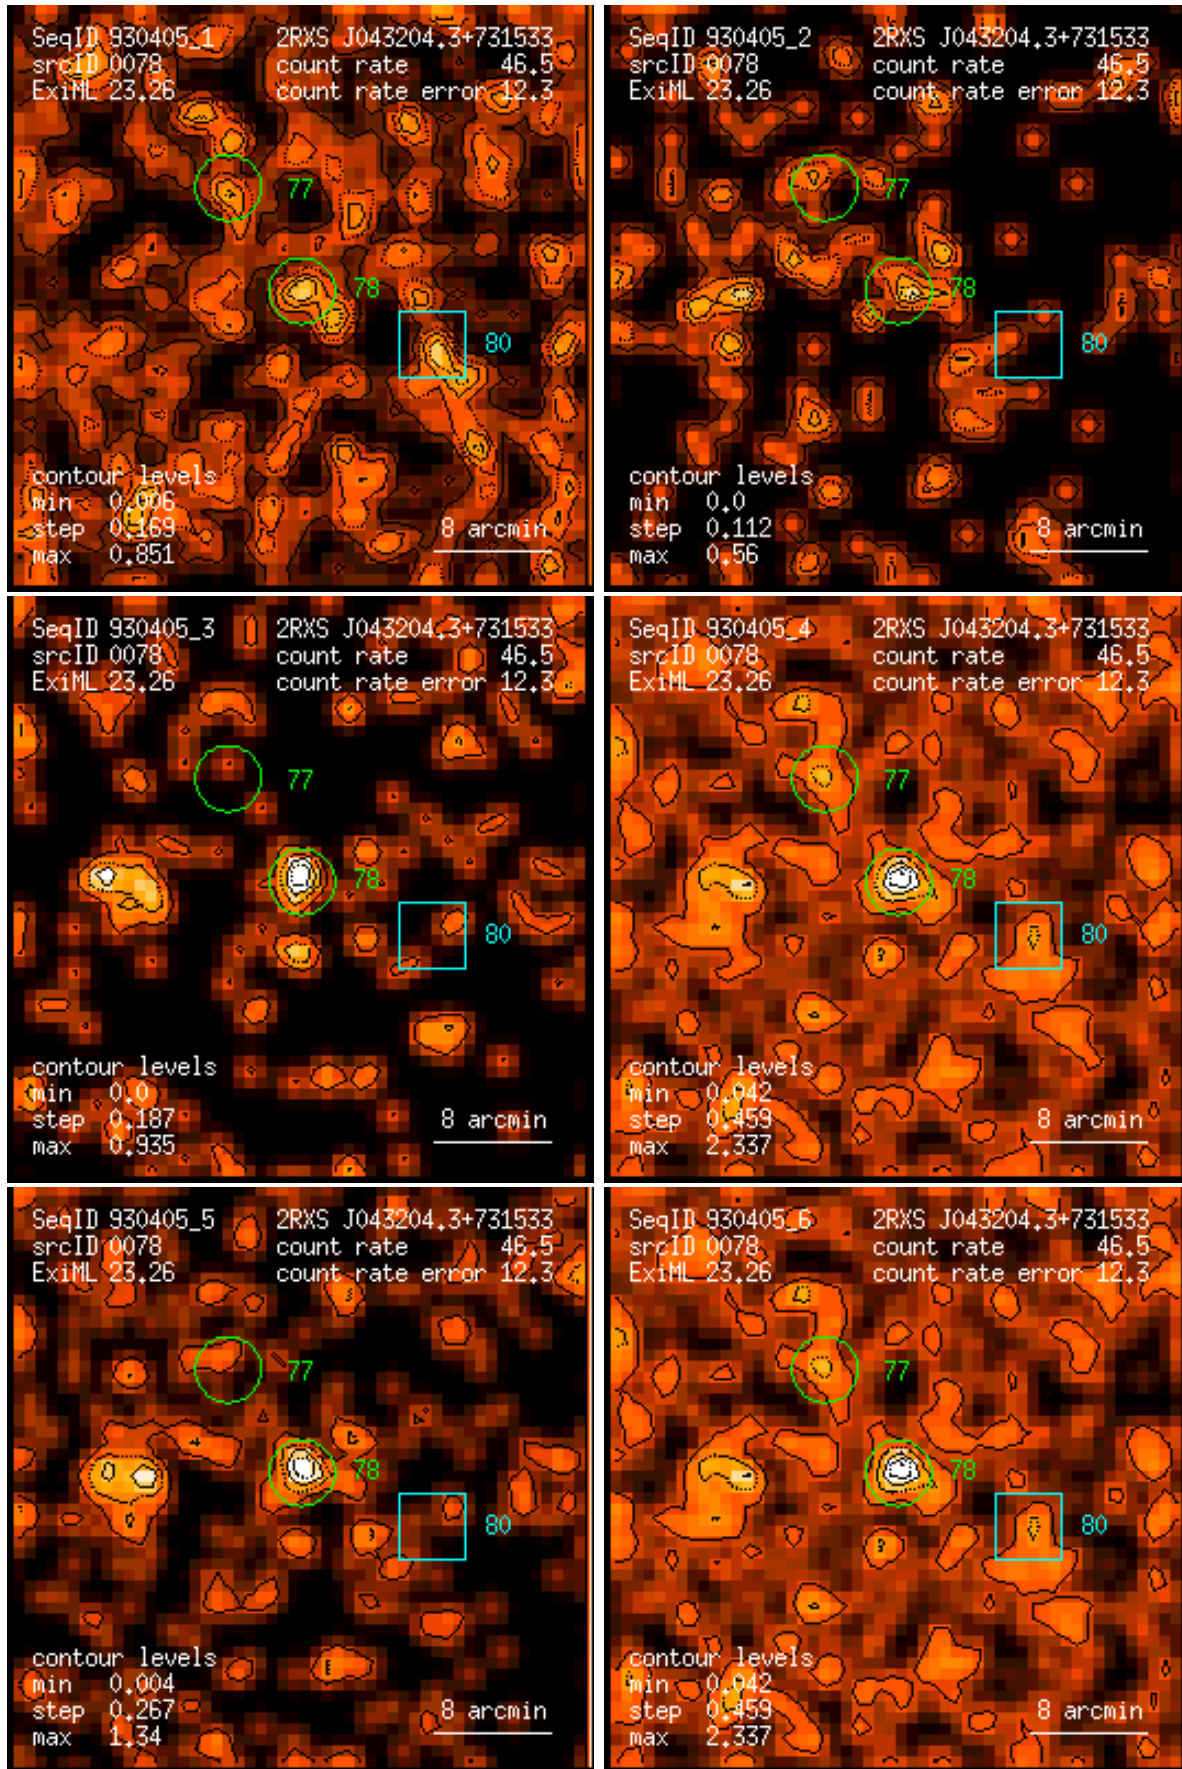 SeqID 930405_1 2RXS J043204.3+731533
srcID 0078 count rate 46.5
ExiML 23.26 count rate error 12.3
77
78
80
contour levels
min 0.006
step 0.169 8 arcmin
max 0.851
SeqID 930405_2 2RXS J043204.3+731533
srcID 0078 count rate 46.5
ExiML 23.26 count rate error 12.3
77
78
80
contour levels
min 0.0
step 0.112 8 arcmin
max 0.56
SeqID 930405_3 2RXS J043204.3+731533
srcID 0078 count rate 46.5
ExiML 23.26 count rate error 12.3
77
78
80
contour levels
min 0.0
step 0.187 8 arcmin
max 0.935
SeqID 930405_4 2RXS J043204.3+731533
srcID 0078 count rate 46.5
ExiML 23.26 count rate error 12.3
77
78
80
contour levels
min 0.042
step 0.459 8 arcmin
max 2.337
SeqID 930405_5 2RXS J043204.3+731533
srcID 0078 count rate 46.5
ExiML 23.26 count rate error 12.3
77
78
80
contour levels
min 0.004
step 0.267 8 arcmin
max 1.34
SeqID 930405_6 2RXS J043204.3+731533
srcID 0078 count rate 46.5
ExiML 23.26 count rate error 12.3
77
78
80
contour levels
min 0.042
step 0.459 8 arcmin
max 2.337